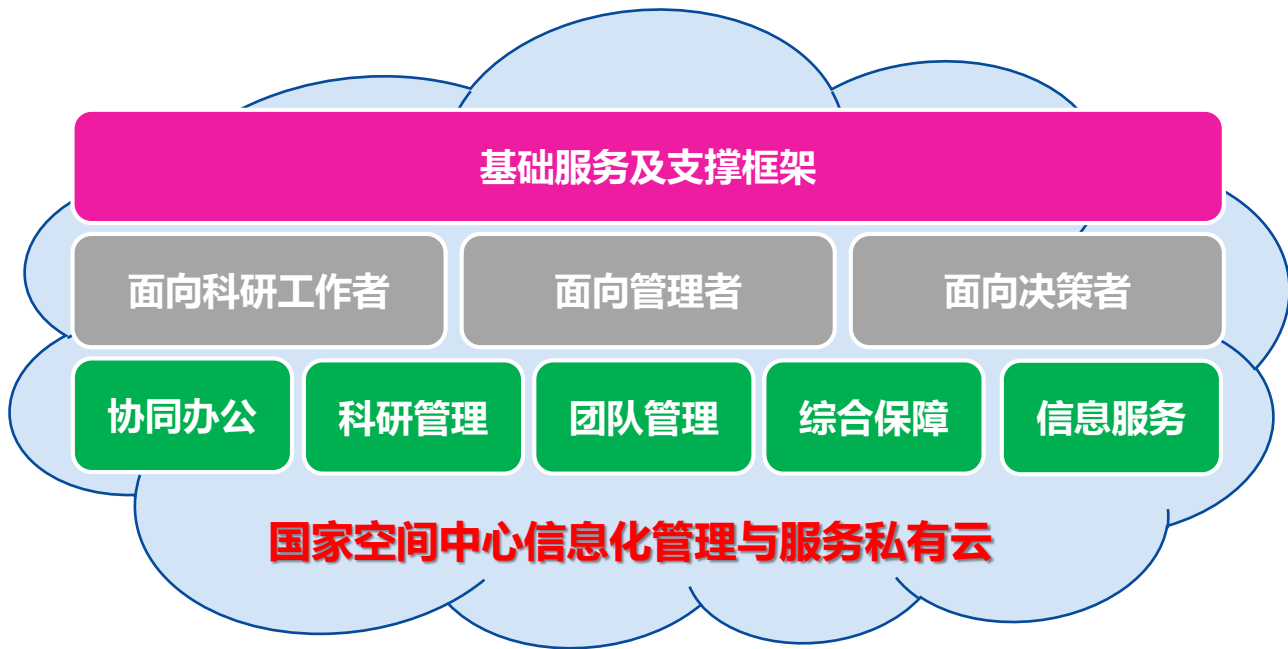 基础服务及支撑框架
面向科研工作者
面向管理者
面向决策者
协同办公
科研管理
团队管理
综合保障
信息服务
国家空间中心信息化管理与服务私有云